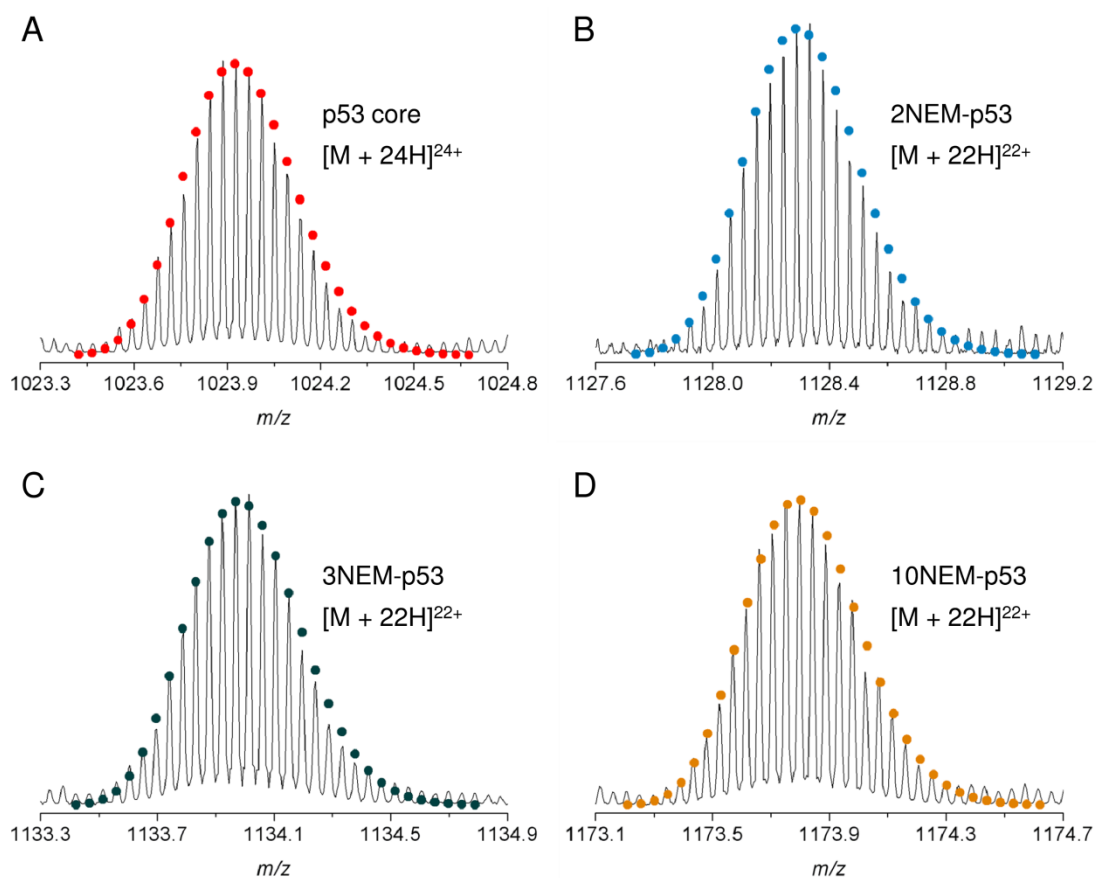 A
p53 core
[M + 24H]24+
1023.3 1023.6 1023.9 1024.2 1024.5 1024.8
m/z
B
2NEM-p53
[M + 22H]22+
1127.6 1128.0 1128.4 1128.8 1129.2
m/z
C
3NEM-p53
[M + 22H]22+
1133.3 1133.7 1134.1 1134.5 1134.9
m/z
D
10NEM-p53
[M + 22H]22+
1173.1 1173.5 1173.9 1174.3 1174.7
m/z